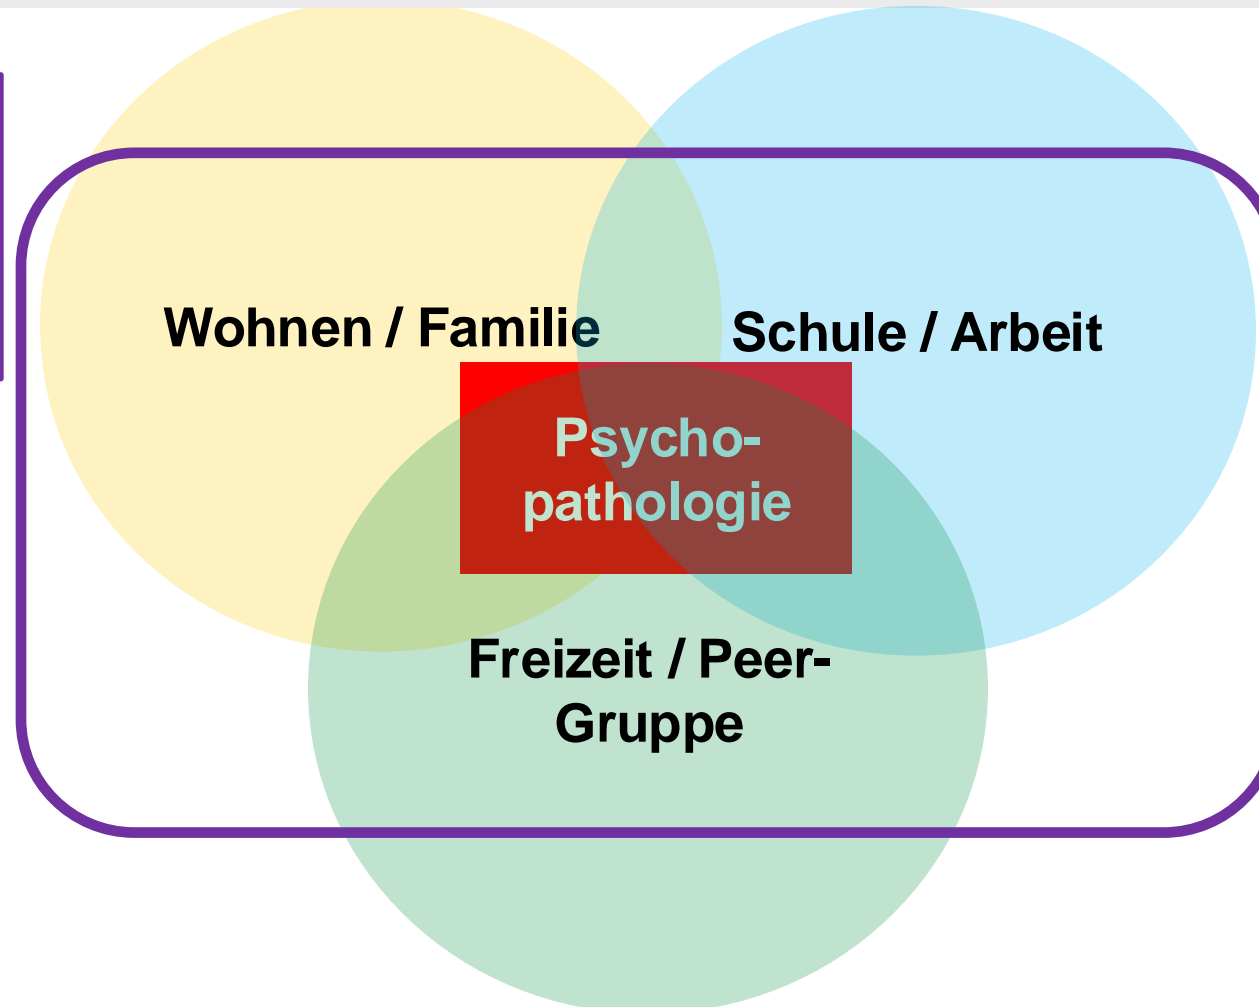 Wohnen / Familie
Schule / Arbeit
Psycho-
pathologie
Freizeit / Peer-
Gruppe